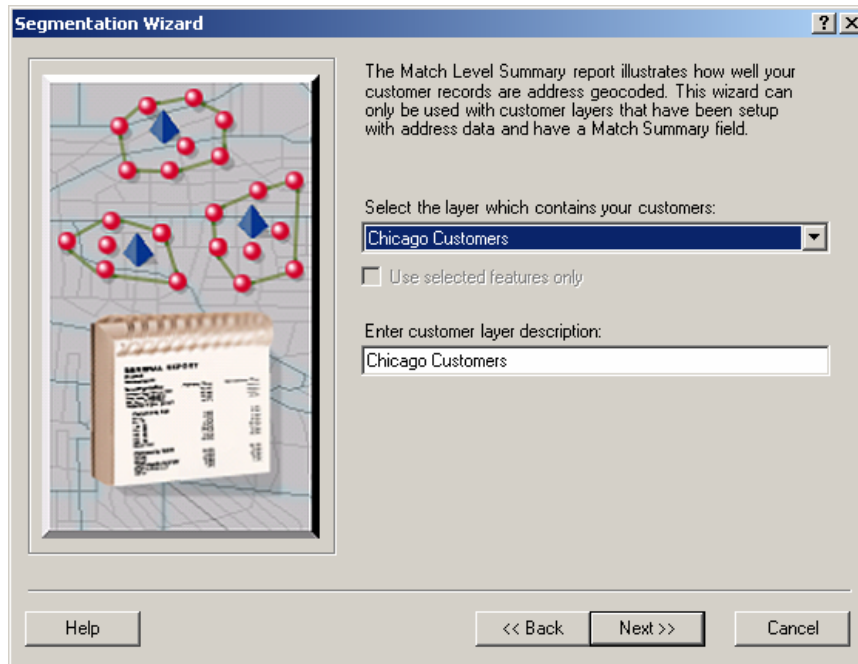 Segmentation Wizard
The Match Level Summary report illustrates how well your
customer records are address geocoded. This wizard can
only be used with customer layers that have been setup
with address data and have a Match Summary field.
Select the layer which contains your customers:
Chicago Customers
Use selected features only
Enter customer layer description:
Chicago Customers
Help
<< Back
Next >>
Cancel